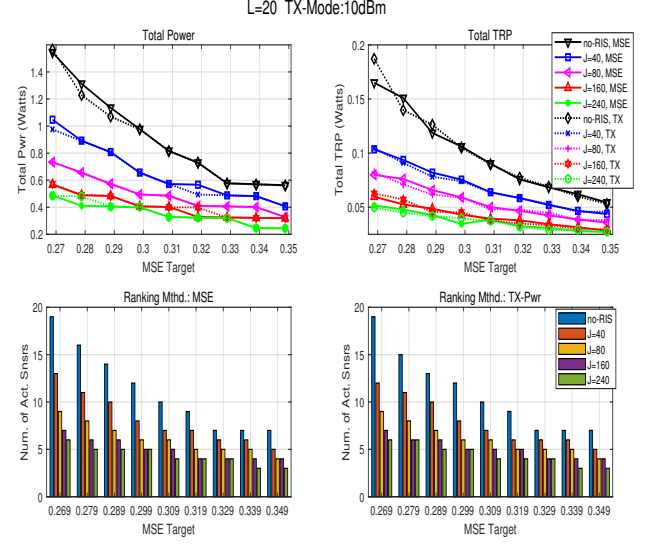 L=20 TX-Mode:10dBm
Total Power
Total Pwr (Watts)
1.4
1.2
1.0
0.8
0.6
0.4
0.2
0.27 0.28 0.29 0.3 0.31 0.32 0.33 0.34 0.35
MSE Target
Total TRP
Total TRP (Watts)
0.2
0.15
0.1
0.05
0.27 0.28 0.29 0.3 0.31 0.32 0.33 0.34 0.35
MSE Target
no-RIS, MSE
J=40, MSE
J=80, MSE
J=160, MSE
J=240, MSE
no-RIS, TX
J=40, TX
J=80, TX
J=160, TX
J=240, TX
Ranking Mthd.: MSE
Num. of Act. Snsrs
20
15
10
5
0
0.269 0.279 0.289 0.299 0.309 0.319 0.329 0.339 0.349
MSE Target
Ranking Mthd.: TX-Pwr
Num. of Act. Snsrs
20
15
10
5
0
0.269 0.279 0.289 0.299 0.309 0.319 0.329 0.339 0.349
MSE Target
no-RIS
J=40
J=80
J=160
J=240